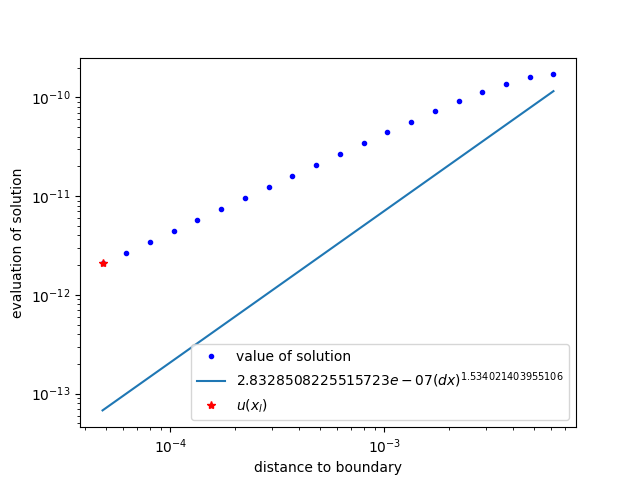 10⁻¹⁰
10⁻¹¹
10⁻¹²
10⁻¹³
evaluation of solution
value of solution
2.8328508225515723e − 07(dx)^1.534021403955106
u(x_I)
10⁻⁴
10⁻³
distance to boundary